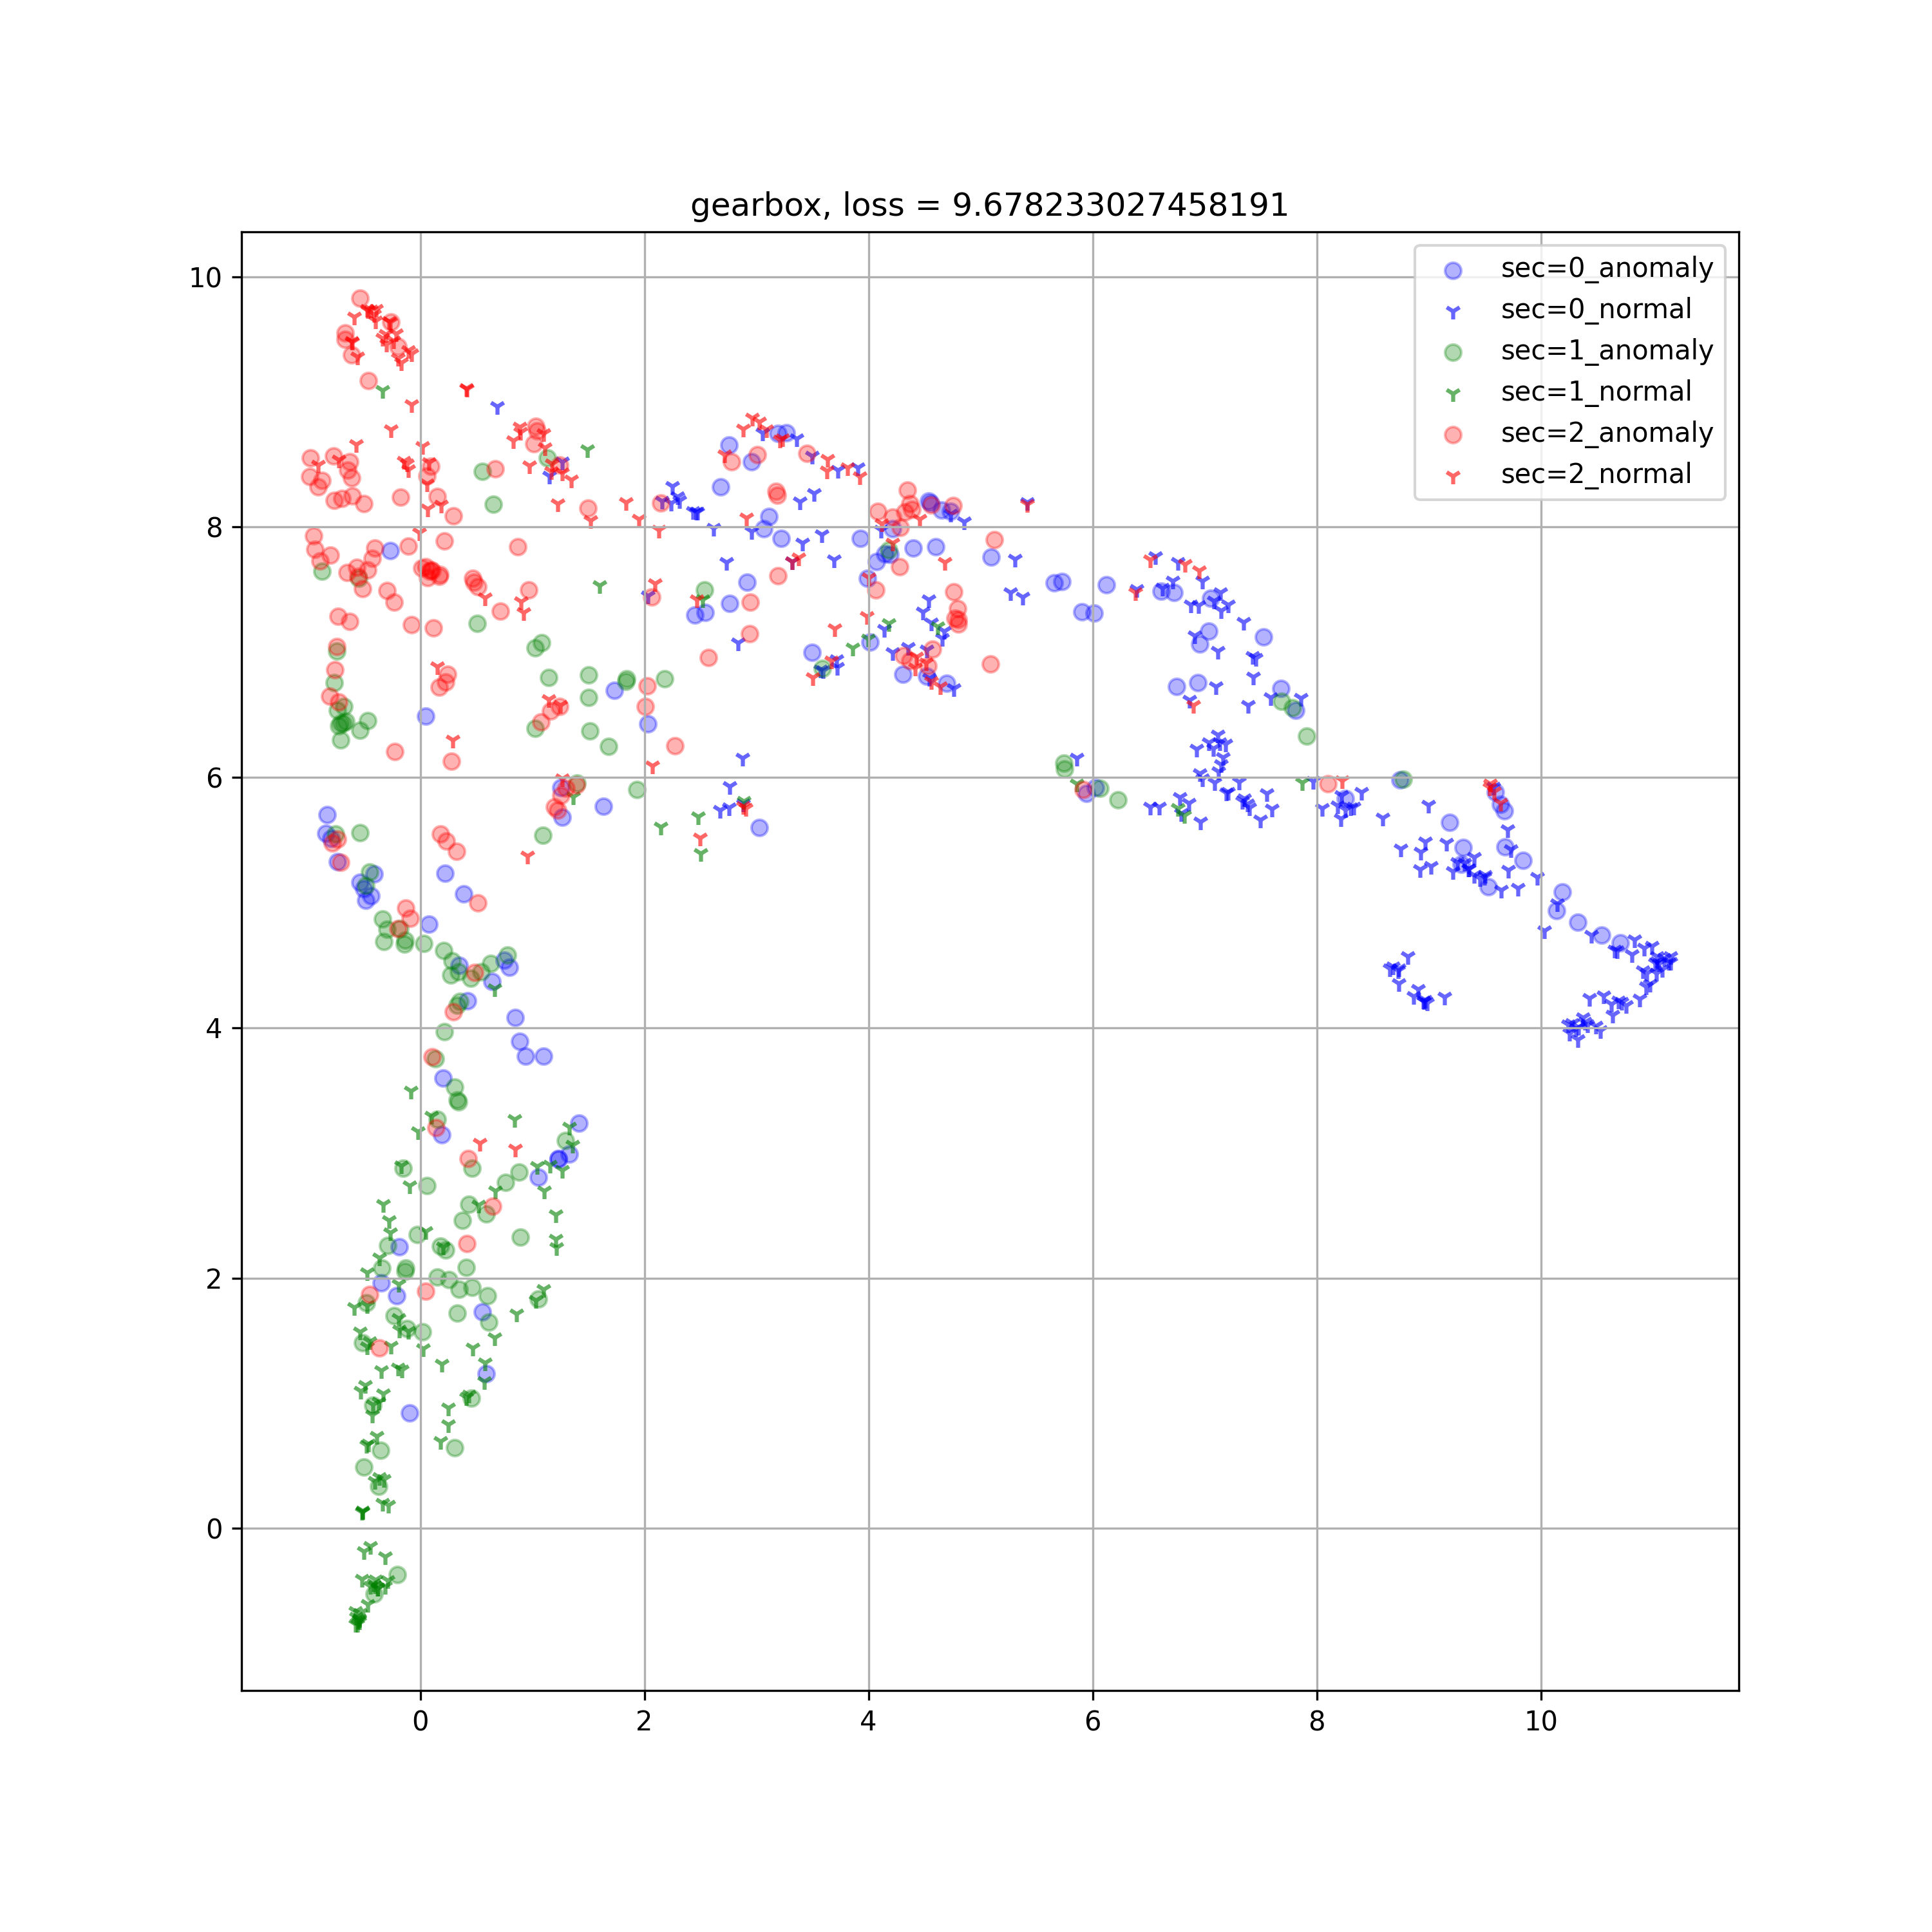 gearbox, loss = 9.678233027458191
sec=0_anomaly
sec=0_normal
sec=1_anomaly
sec=1_normal
sec=2_anomaly
sec=2_normal
10
8
6
4
2
0
0 2 4 6 8 10